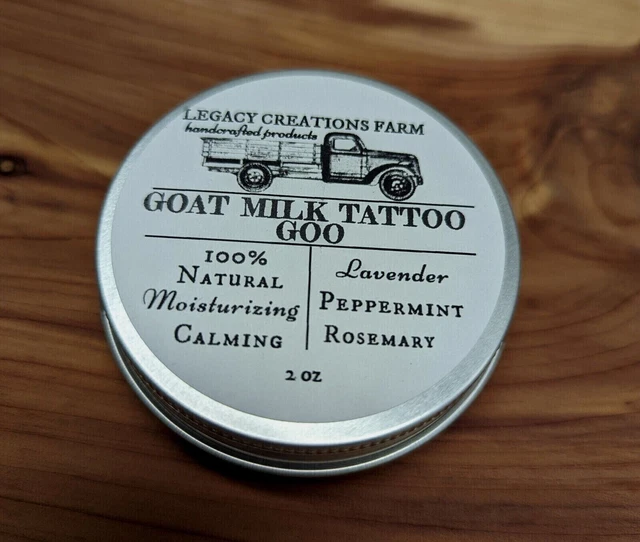 LEGACY CREATIONS FARM
handcrafted products
GOAT MILK TATTOO
GOO
100%
NATURAL
Moisturizing
CALMING
Lavender
PEPPERMINT
ROSEMARY
2 OZ